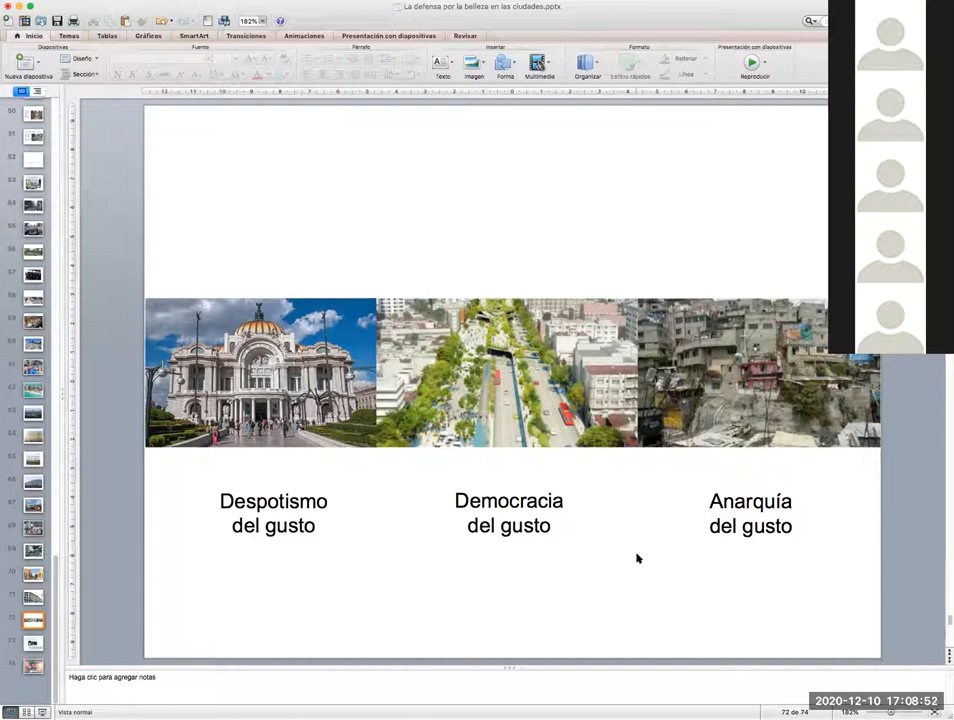 La defensa por la belleza en las ciudades.pptx
182%
Inicio Temas Tablas Gráficos SmartArt Transiciones Animaciones Presentación con diapositivas Revisar
Diapositivas Fuente Párrafo Insertar Formato Presentación con diapositivas
Diseño
Sección
Nueva diapositiva
Texto Imagen Forma Multimedia Organizar Estilos rápidos
Rellenar
Línea
Reproducir
Despotismo
del gusto
Democracia
del gusto
Anarquía
del gusto
Haga clic para agregar notas
2020-12-10 17:08:52
Vista normal
72 de 74
182%